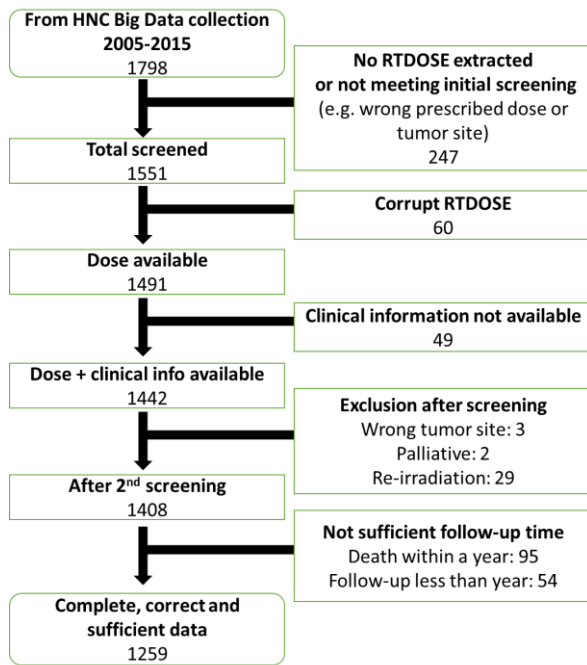 From HNC Big Data collection
2005-2015
1798
No RTDOSE extracted
or not meeting initial screening
(e.g. wrong prescribed dose or
tumor site)
247
Total screened
1551
Corrupt RTDOSE
60
Dose available
1491
Clinical information not available
49
Dose + clinical info available
1442
Exclusion after screening
Wrong tumor site: 3
Palliative: 2
Re-irradiation: 29
After 2nd screening
1408
Not sufficient follow-up time
Death within a year: 95
Follow-up less than year: 54
Complete, correct and
sufficient data
1259